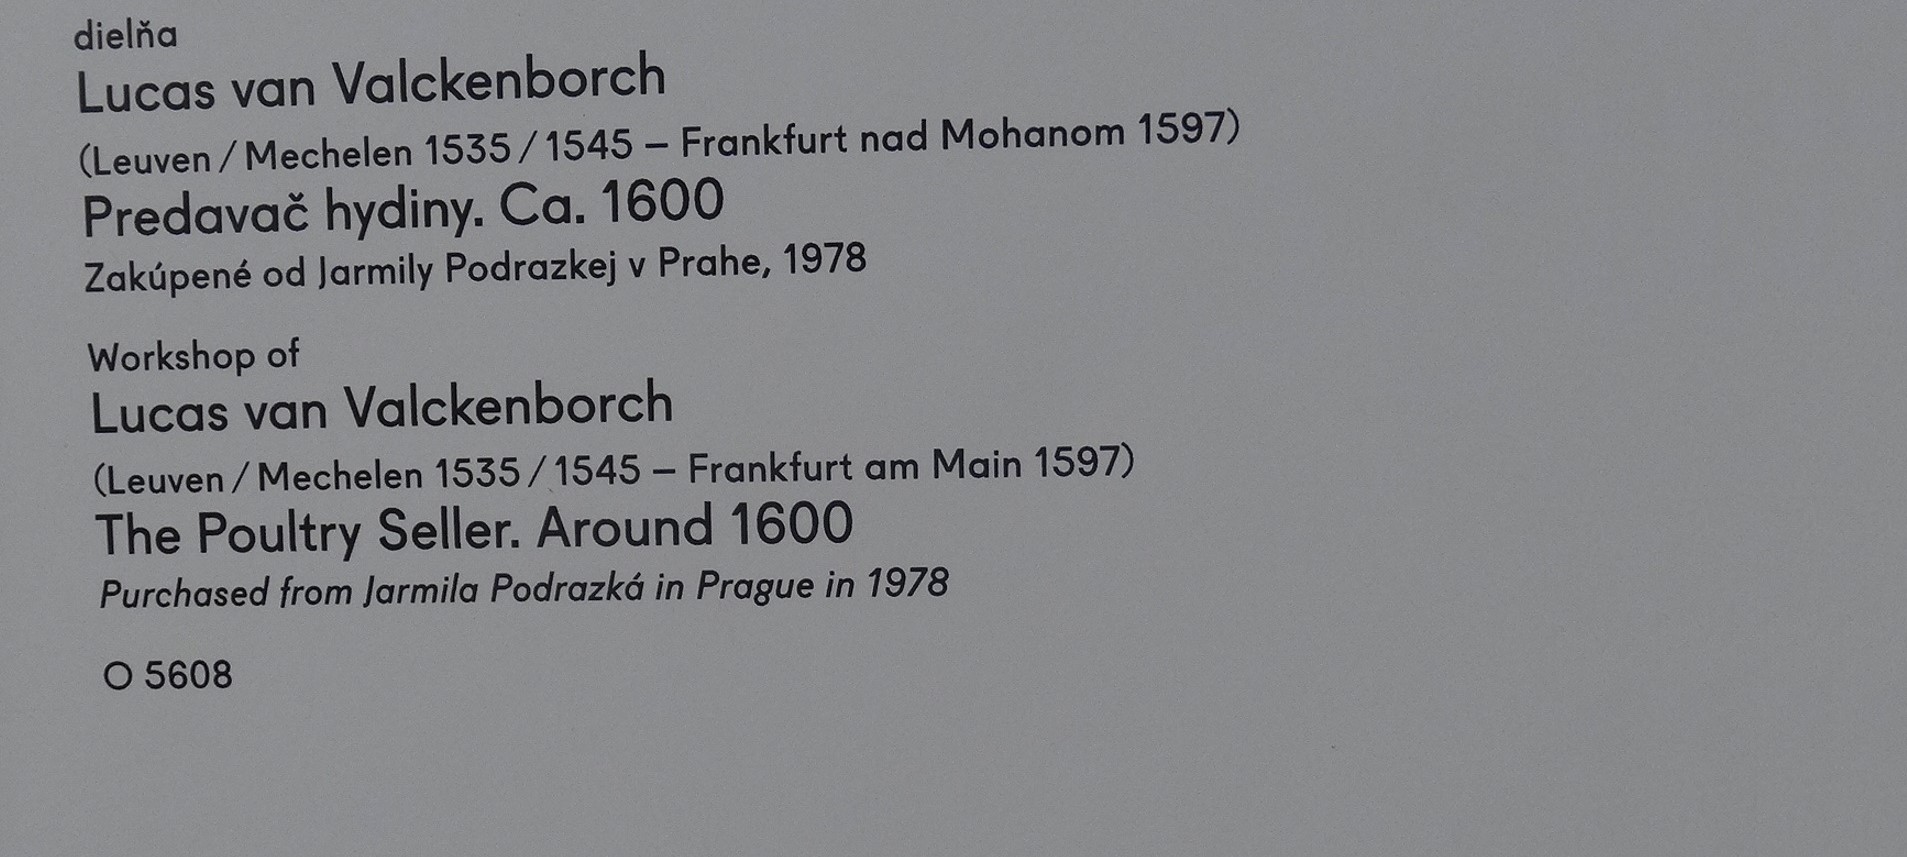 dielňa
Lucas van Valckenborch
(Leuven / Mechelen 1535 / 1545 – Frankfurt nad Mohanom 1597)
Predavač hydiny. Ca. 1600
Zakúpené od Jarmily Podrazkej v Prahe, 1978
Workshop of
Lucas van Valckenborch
(Leuven / Mechelen 1535 / 1545 – Frankfurt am Main 1597)
The Poultry Seller. Around 1600
Purchased from Jarmila Podrazká in Prague in 1978
O 5608